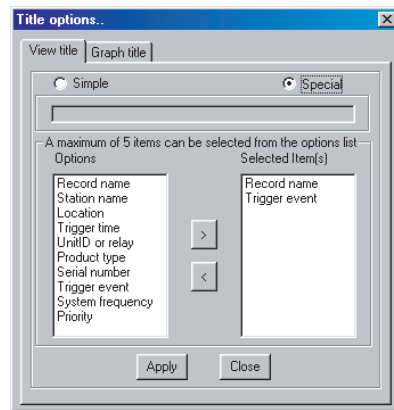 Title options..
View title Graph title
Simple Special
A maximum of 5 items can be selected from the options list
Options Selected Item(s)
Record name Record name
Station name Trigger event
Location
Trigger time
UnitID or relay
Product type
Serial number
Trigger event
System frequency
Priority
>
<
Apply Close